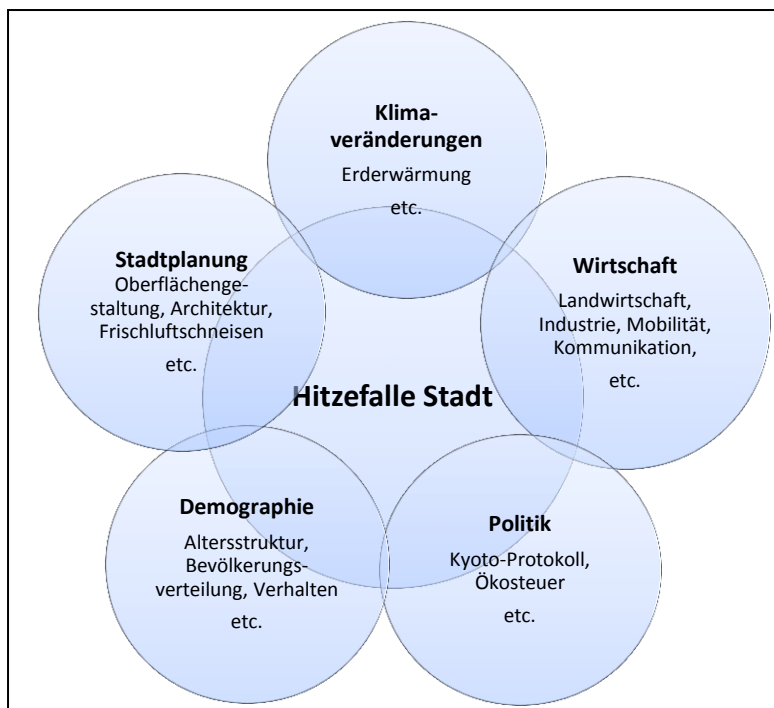 Klima-
veränderungen
Erderwärmung
etc.
Stadtplanung
Oberflächenge-
staltung, Architektur,
Frischluftschneisen
etc.
Wirtschaft
Landwirtschaft,
Industrie, Mobilität,
Kommunikation,
etc.
Hitzefalle Stadt
Demographie
Altersstruktur,
Bevölkerungs-
verteilung, Verhalten
etc.
Politik
Kyoto-Protokoll,
Ökosteuer
etc.